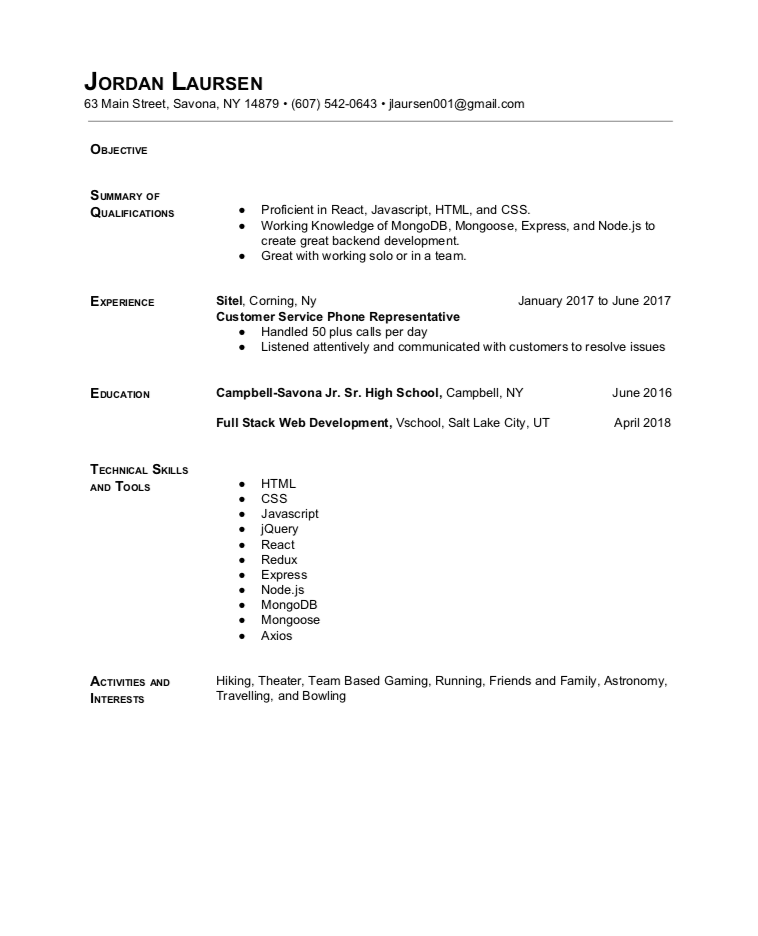 Jordan Laursen
63 Main Street, Savona, NY 14879 • (607) 542-0643 • jlaursen001@gmail.com
Objective
Summary of
Qualifications
● Proficient in React, Javascript, HTML, and CSS.
● Working Knowledge of MongoDB, Mongoose, Express, and Node.js to
create great backend development.
● Great with working solo or in a team.
Experience
Sitel, Corning, Ny January 2017 to June 2017
Customer Service Phone Representative
● Handled 50 plus calls per day
● Listened attentively and communicated with customers to resolve issues
Education
Campbell-Savona Jr. Sr. High School, Campbell, NY June 2016
Full Stack Web Development, Vschool, Salt Lake City, UT April 2018
Technical Skills
and Tools
● HTML
● CSS
● Javascript
● jQuery
● React
● Redux
● Express
● Node.js
● MongoDB
● Mongoose
● Axios
Activities and
Interests
Hiking, Theater, Team Based Gaming, Running, Friends and Family, Astronomy,
Travelling, and Bowling